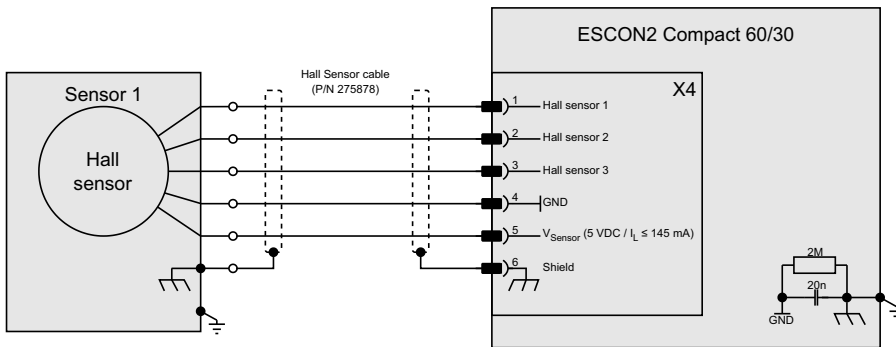 ESCON2 Compact 60/30
Hall Sensor cable
(P/N 275878)
Sensor 1
X4
Hall
sensor
1 Hall sensor 1
2 Hall sensor 2
3 Hall sensor 3
4 GND
5 VSensor (5 VDC / IL ≤ 145 mA)
6 Shield
2M
20n
GND